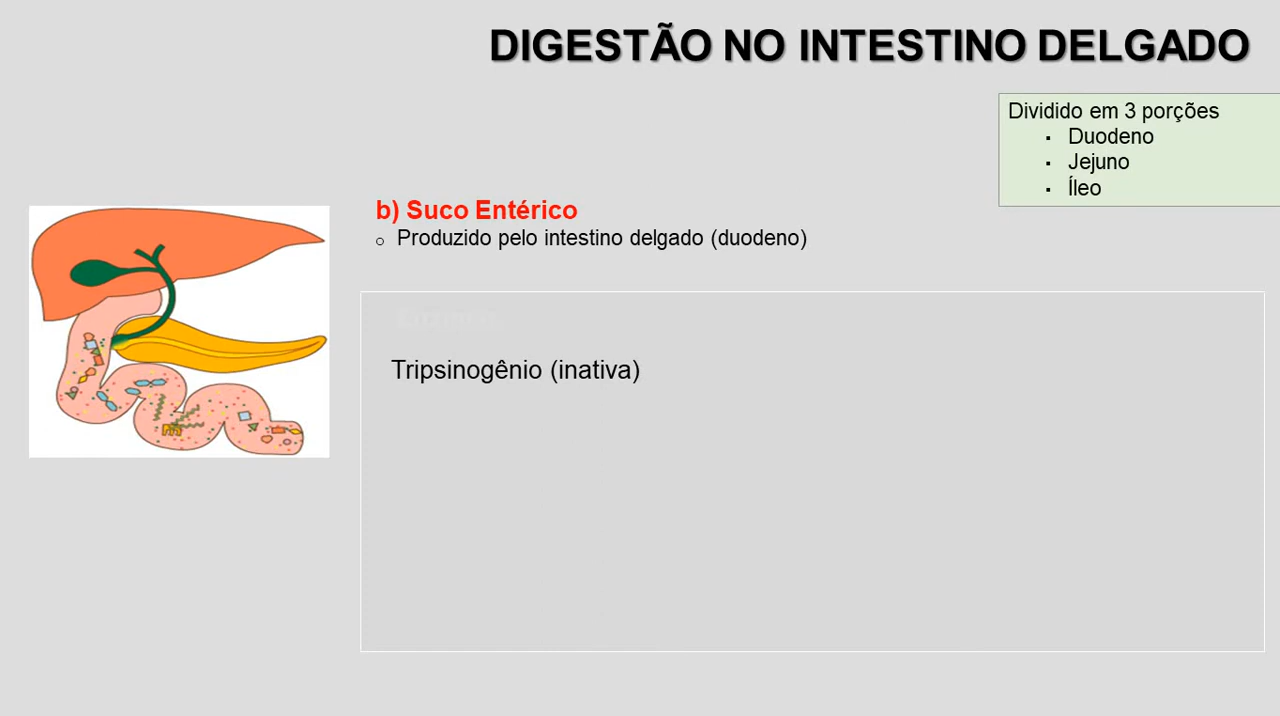 DIGESTÃO NO INTESTINO DELGADO
Dividido em 3 porções
▪ Duodeno
▪ Jejuno
▪ Íleo
b) Suco Entérico
o Produzido pelo intestino delgado (duodeno)
Tripsinogênio (inativa)